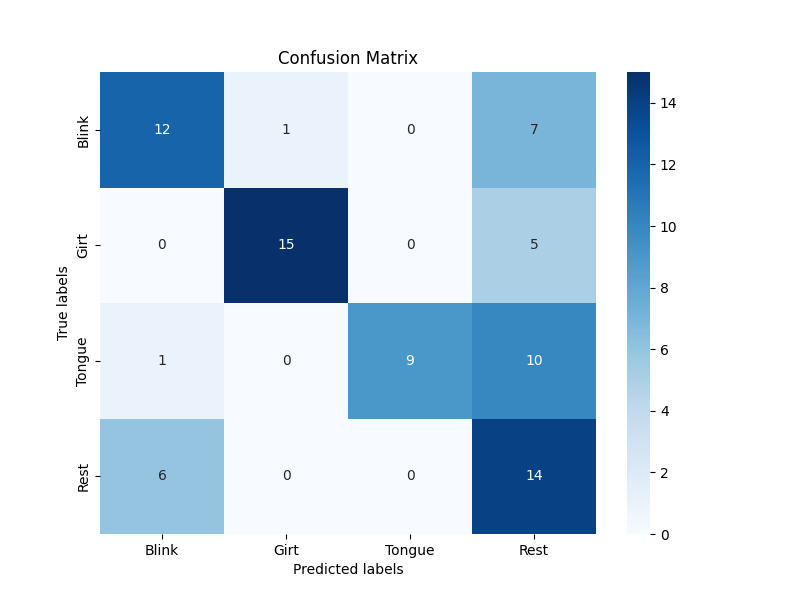 Confusion Matrix
Blink 12 1 0 7
Girt 0 15 0 5
Tongue 1 0 9 10
Rest 6 0 0 14
True labels
Blink Girt Tongue Rest
Predicted labels
14
12
10
8
6
4
2
0